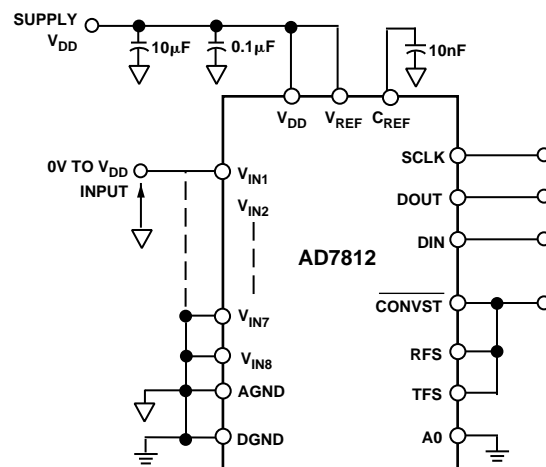 SUPPLY
VDD
10μF
0.1μF
10nF
VDD
VREF
CREF
0V TO VDD
INPUT
VIN1
VIN2
VIN7
VIN8
AGND
DGND
AD7812
SCLK
DOUT
DIN
CONVST
RFS
TFS
A0